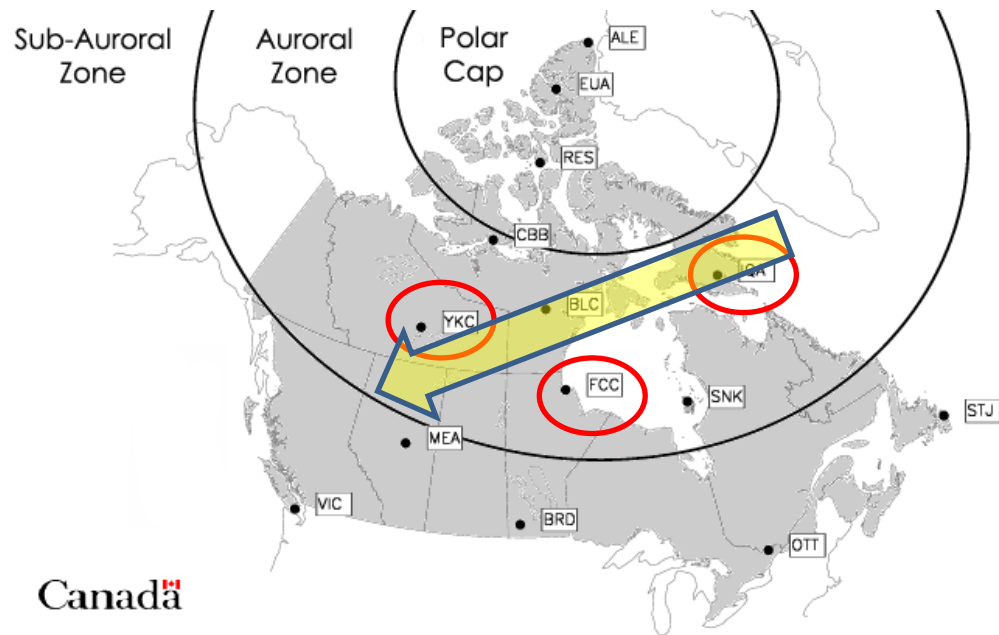 Sub-Auroral
Zone
Auroral
Zone
Polar
Cap
ALE
EUA
RES
CBB
IQA
BLC
YKC
FCC
SNK
STJ
MEA
VIC
BRD
OTT
Canada